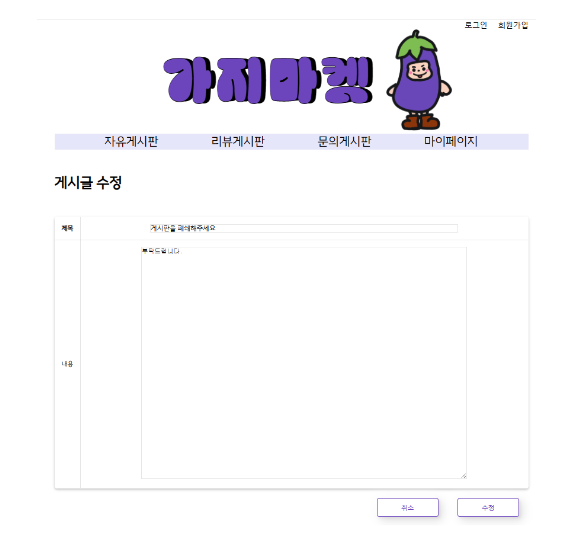 로그인 회원가입
가지마켓
자유게시판 리뷰게시판 문의게시판 마이페이지
게시글 수정
제목 게시판을 폐쇄해주세요
부탁드립니다
내용
취소 수정